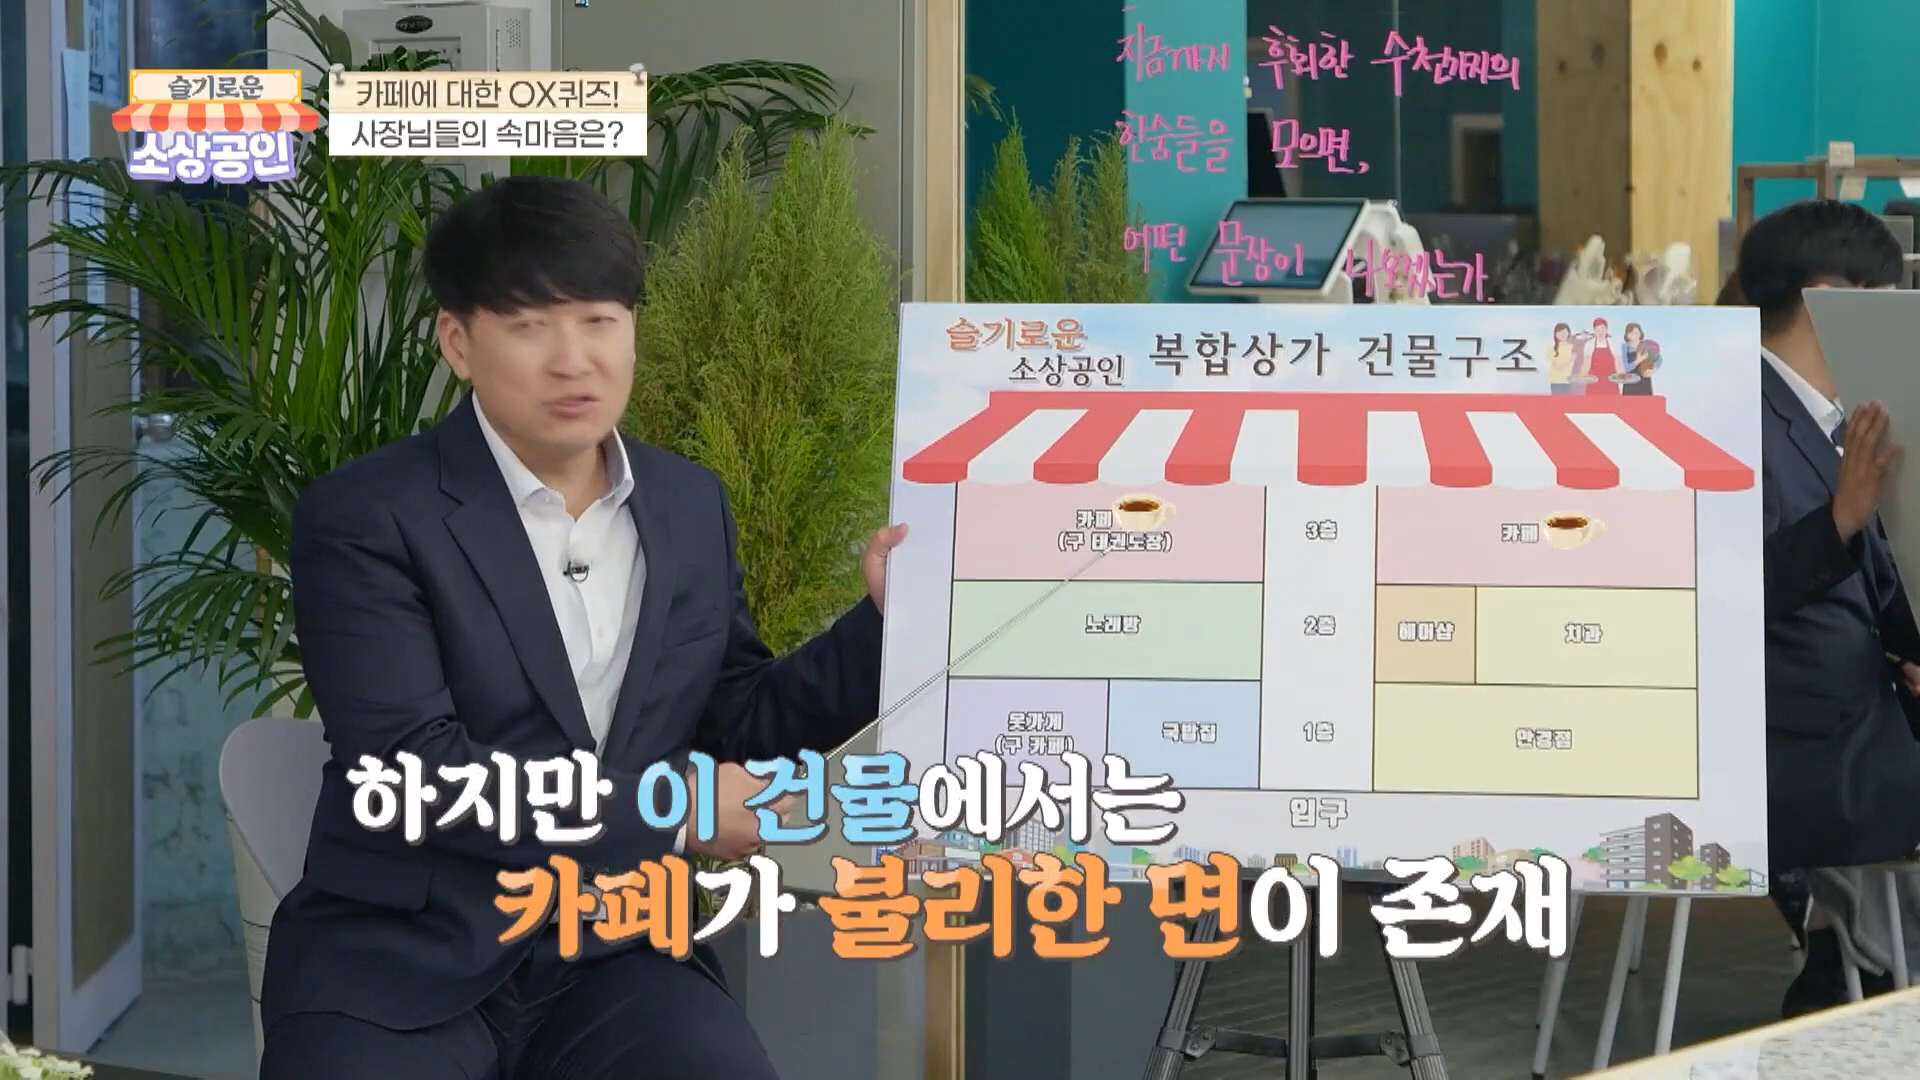 슬기로운
소상공인
카페에 대한 OX퀴즈!
사장님들의 속마음은?
지금까지 후회한 수천가지의
한숨들을 모으면,
어떤 문장이 나오겠는가.
슬기로운
소상공인
복합상가 건물구조
카페
(구 태권도장)
3층
카페
노래방
2층
헤어샵
치과
옷가게
(구 카페)
국밥집
1층
안경점
입구
하지만 이 건물에서는
카페가 불리한 면이 존재